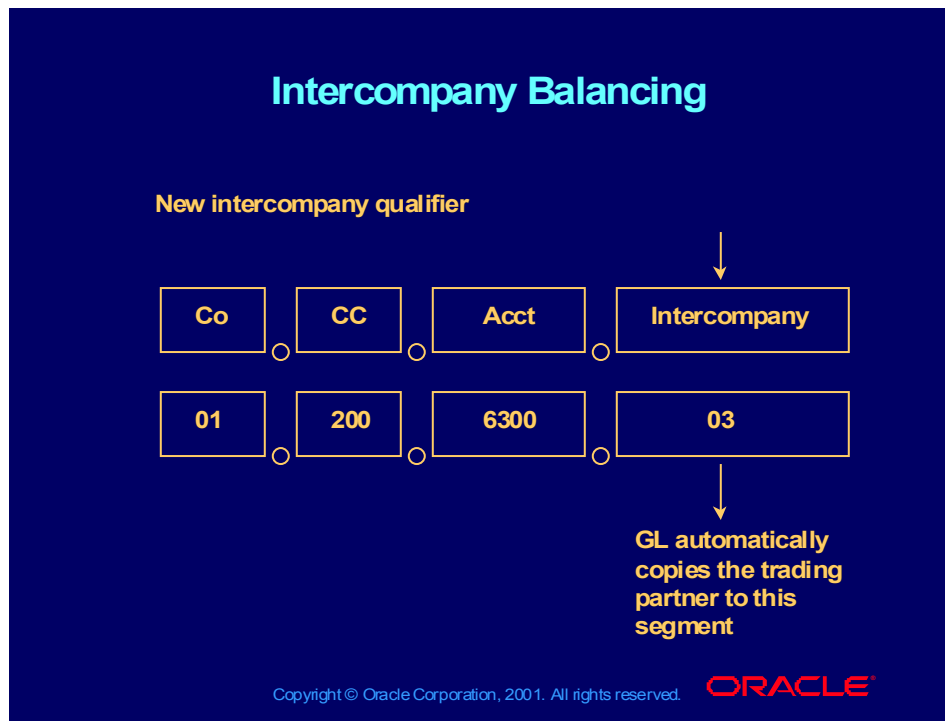 Intercompany Balancing
New intercompany qualifier
Co CC Acct Intercompany
01 200 6300 03
GL automatically
copies the trading
partner to this
segment
Copyright © Oracle Corporation, 2001. All rights reserved.
ORACLE®